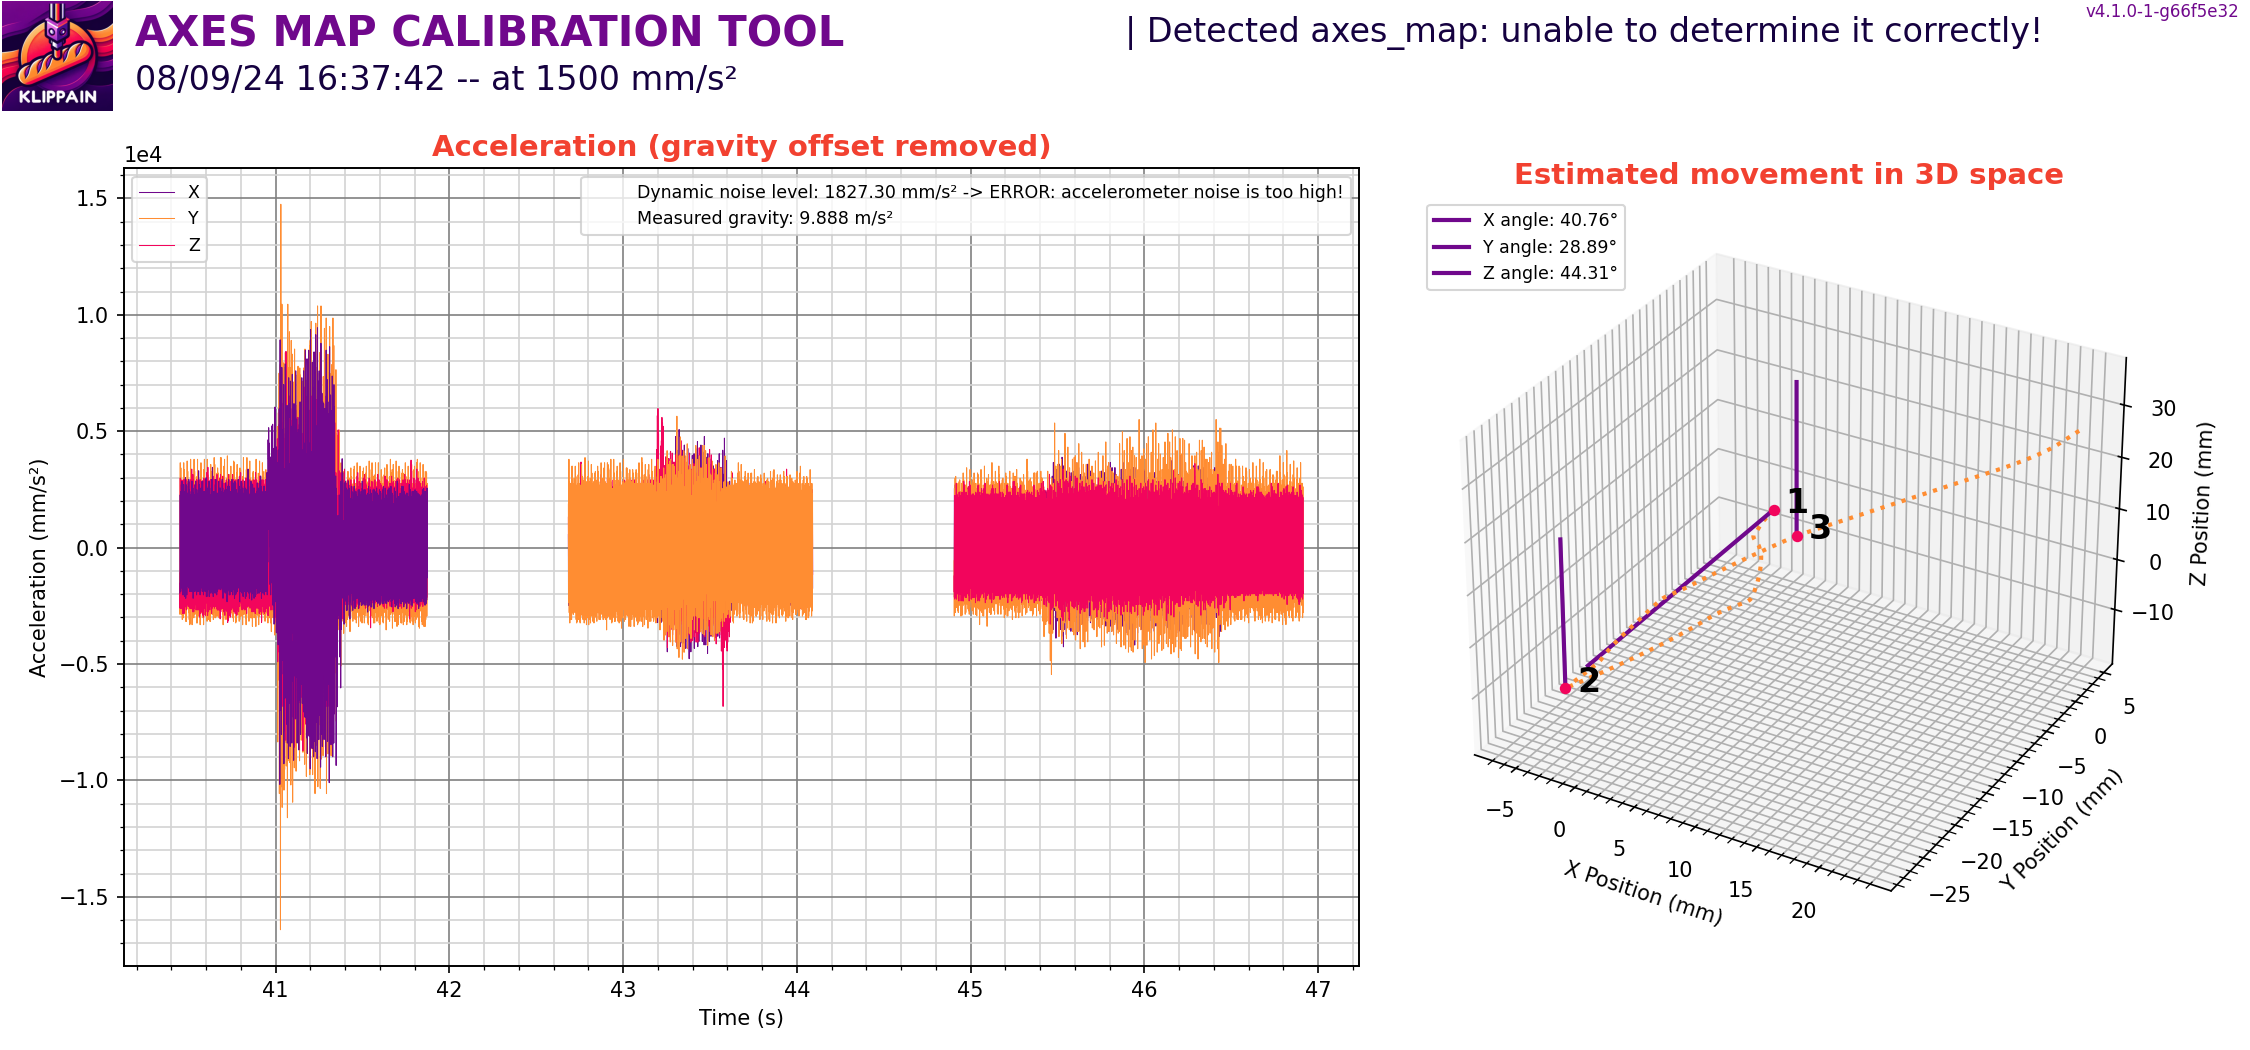 AXES MAP CALIBRATION TOOL
| Detected axes_map: unable to determine it correctly!
v4.1.0-1-g66f5e32
08/09/24 16:37:42 -- at 1500 mm/s²
KLIPPAIN
Acceleration (gravity offset removed)
1e4
X
Y
Z
Dynamic noise level: 1827.30 mm/s² -> ERROR: accelerometer noise is too high!
Measured gravity: 9.888 m/s²
1.5
1.0
0.5
0.0
−0.5
−1.0
−1.5
Acceleration (mm/s²)
41 42 43 44 45 46 47
Time (s)
Estimated movement in 3D space
X angle: 40.76°
Y angle: 28.89°
Z angle: 44.31°
1
3
2
30
20
10
0
−10
Z Position (mm)
5
0
−5
−10
−15
−20
−25
Y Position (mm)
−5
0
5
10
15
20
X Position (mm)